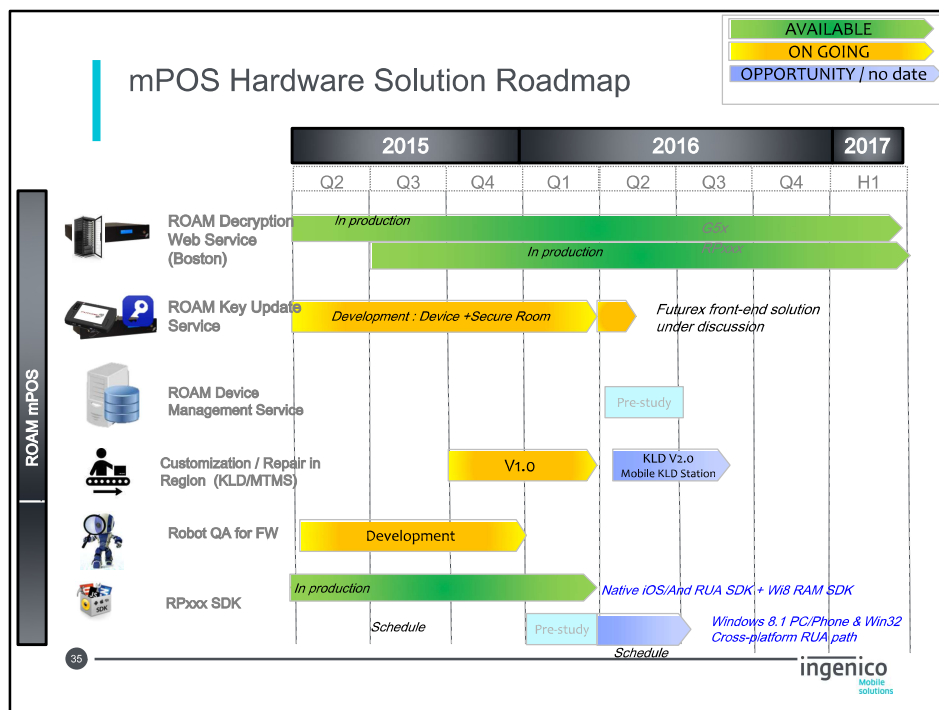 AVAILABLE
ON GOING
OPPORTUNITY / no date
mPOS Hardware Solution Roadmap
2015
2016
2017
Q2
Q3
Q4
Q1
Q2
Q3
Q4
H1
ROAM mPOS
ROAM Decryption
Web Service
(Boston)
In production
G5x
In production
RPxxx
ROAM Key Update
Service
Development : Device +Secure Room
Futurex front-end solution
under discussion
ROAM Device
Management Service
Pre-study
Customization / Repair in
Region (KLD/MTMS)
V1.0
KLD V2.0
Mobile KLD Station
Robot QA for FW
Development
SDK
RPxxx SDK
In production
Native iOS/And RUA SDK + Wi8 RAM SDK
Schedule
Pre-study
Windows 8.1 PC/Phone & Win32
Cross-platform RUA path
Schedule
35
ingenico
Mobile
solutions